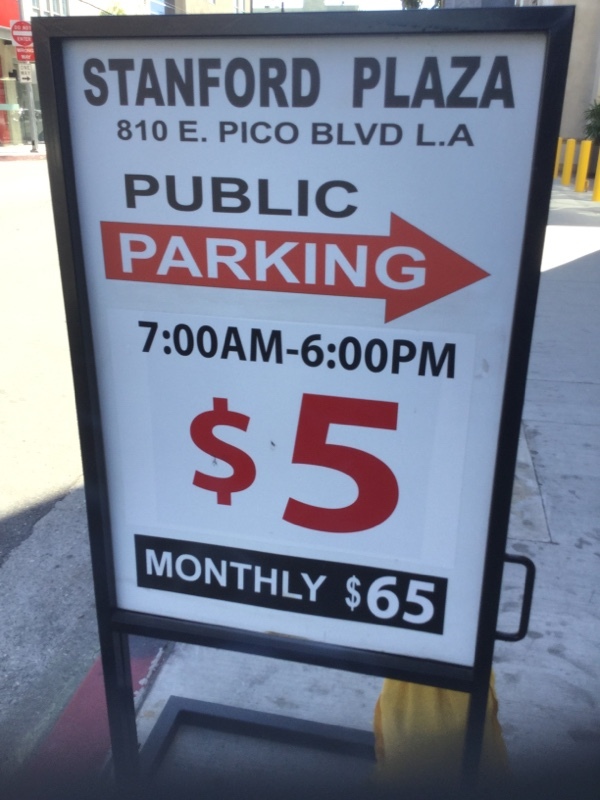 STANFORD PLAZA
810 E. PICO BLVD L.A
PUBLIC
PARKING
7:00AM-6:00PM
$5
MONTHLY $65